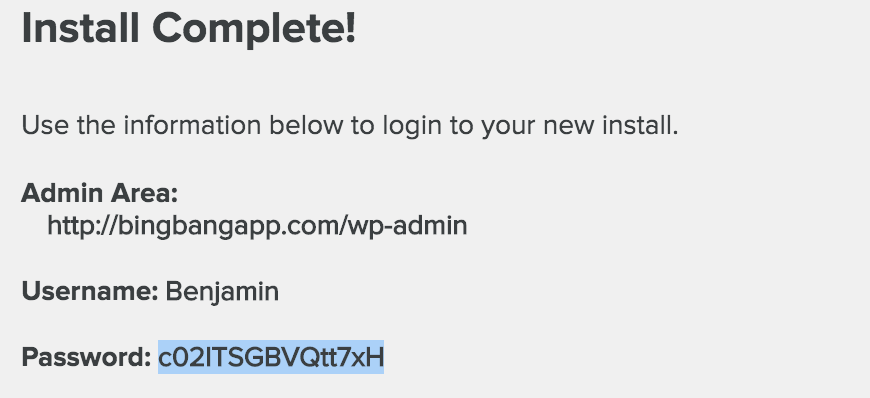 Install Complete!
Use the information below to login to your new install.
Admin Area:
http://bingbangapp.com/wp-admin
Username: Benjamin
Password: c02ITSGBVQtt7xH